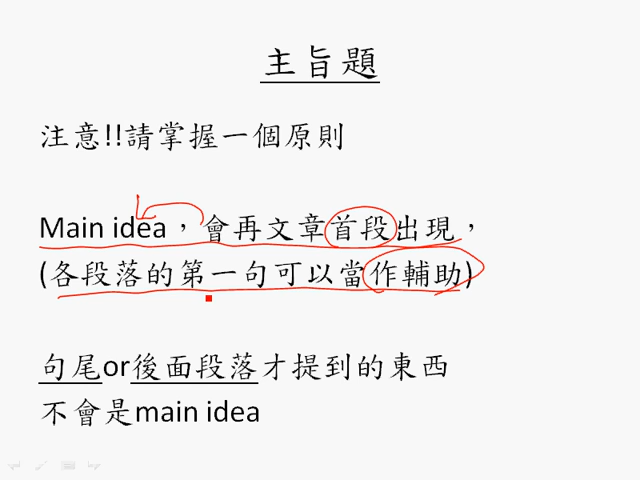 主旨題
注意!!請掌握一個原則
Main idea，會再文章首段出現，
(各段落的第一句可以當作輔助)
句尾or後面段落才提到的東西
不會是main idea